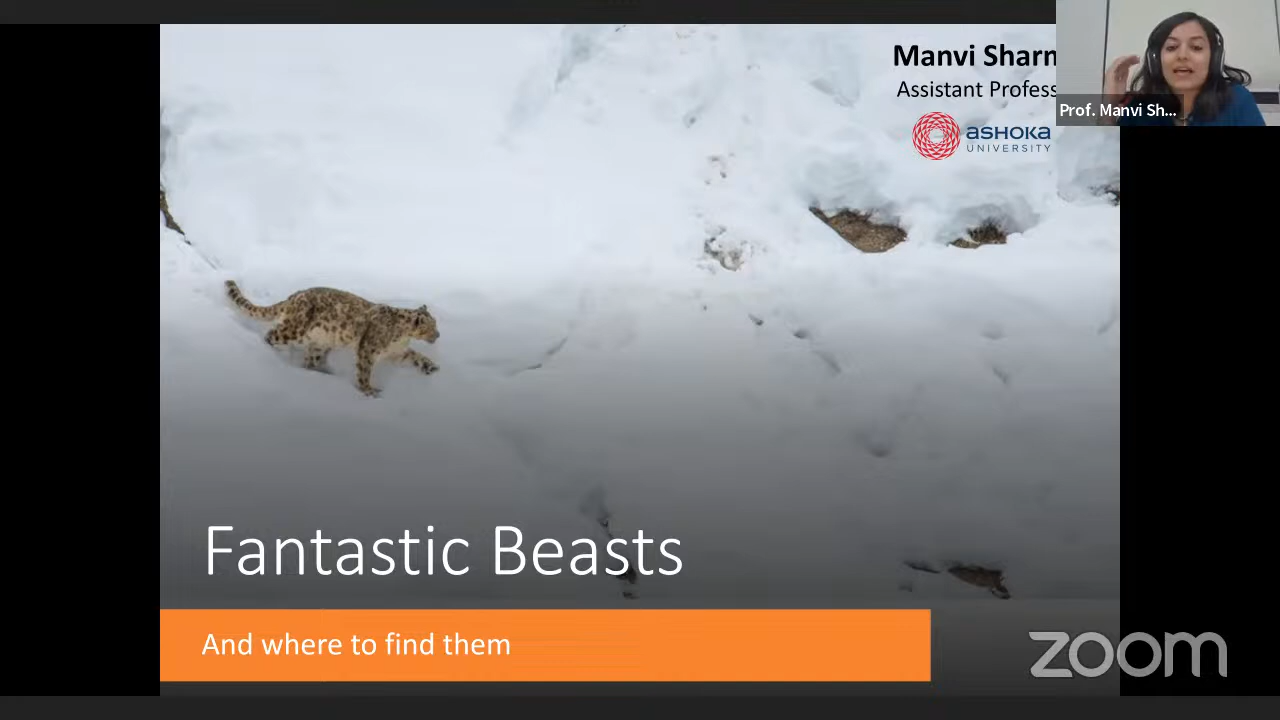 Manvi Sharm
Assistant Profess
ASHOKA
UNIVERSITY
Prof. Manvi Sh...
Fantastic Beasts
And where to find them
zoom